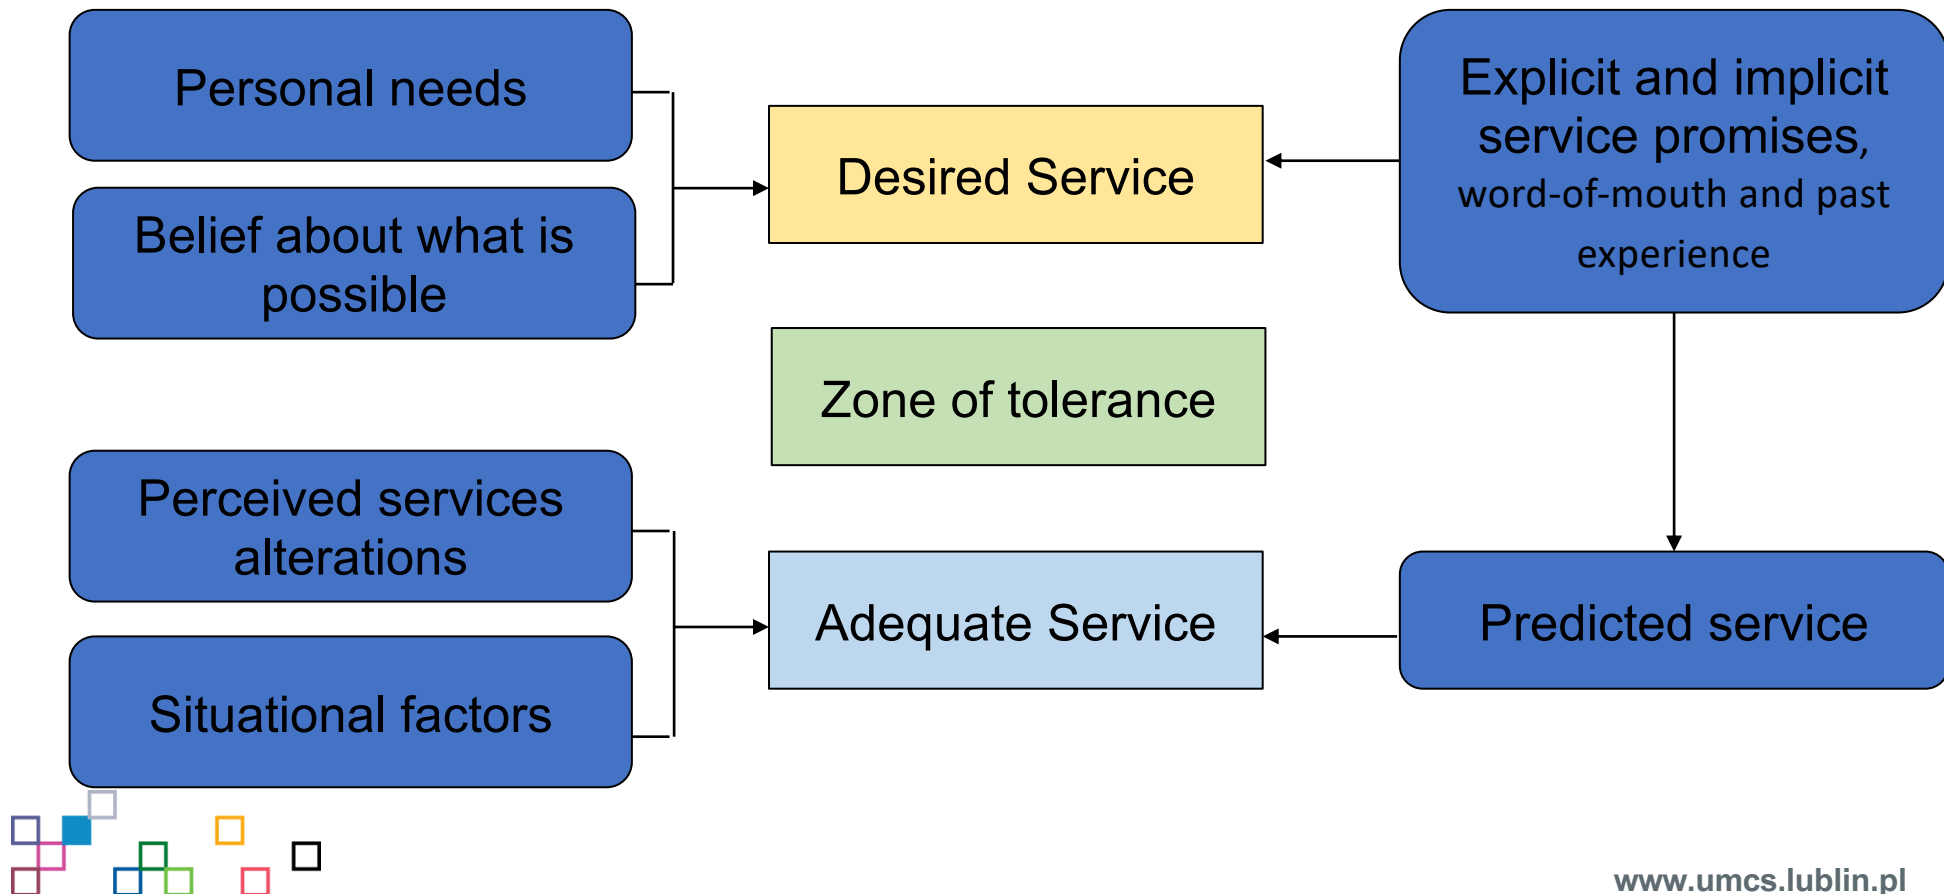 Personal needs
Belief about what is
possible
Desired Service
Explicit and implicit
service promises,
word-of-mouth and past
experience
Zone of tolerance
Perceived services
alterations
Situational factors
Adequate Service
Predicted service
www.umcs.lublin.pl